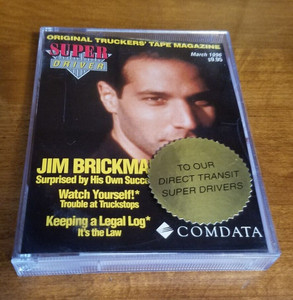 ORIGINAL TRUCKERS' TAPE MAGAZINE
SUPER
DRIVER
March 1996
$9.95
JIM BRICKMA
Surprised by His Own Succ
Watch Yourself!*
Trouble at Truckstops
Keeping a Legal Log*
It's the Law
TO OUR
DIRECT TRANSIT
SUPER DRIVERS
COMDATA